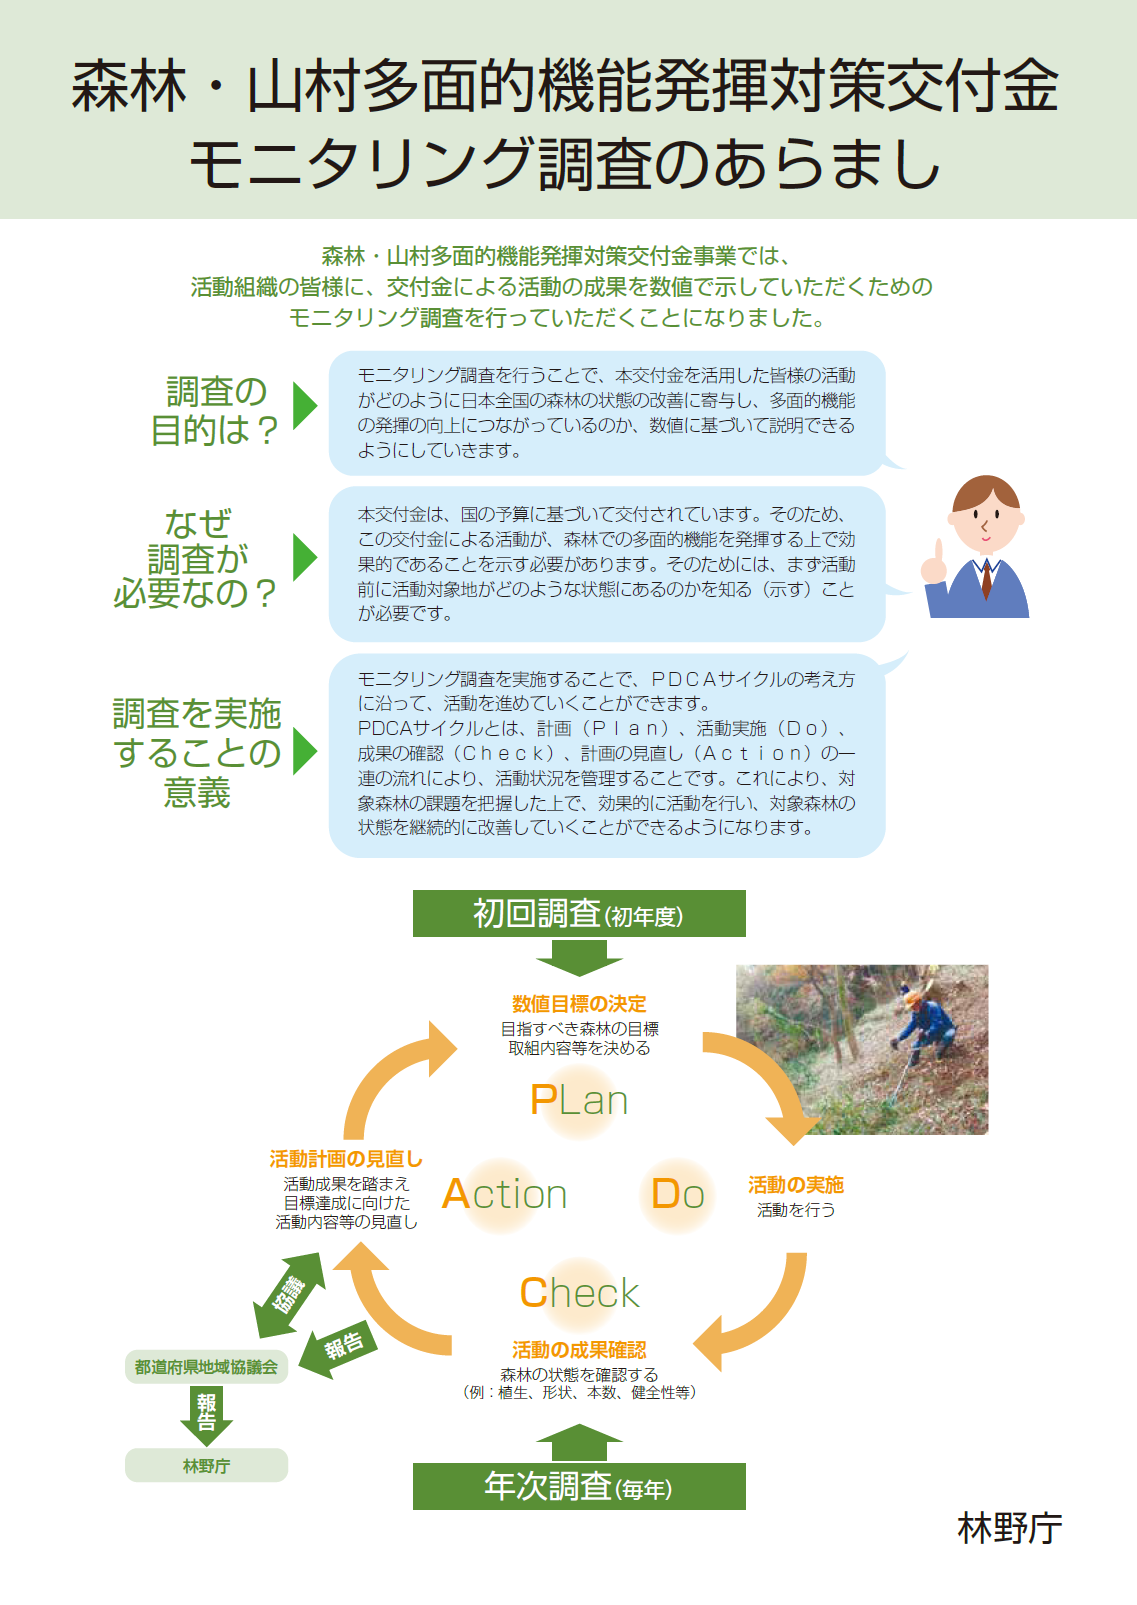 森林・山村多面的機能発揮対策交付金
モニタリング調査のあらまし
森林・山村多面的機能発揮対策交付金事業では、
活動組織の皆様に、交付金による活動の成果を数値で示していただくための
モニタリング調査を行っていただくことになりました。
調査の
目的は？
モニタリング調査を行うことで、本交付金を活用した皆様の活動
がどのように日本全国の森林の状態の改善に寄与し、多面的機能
の発揮の向上につながっているのか、数値に基づいて説明できる
ようにしていきます。
なぜ
調査が
必要なの？
本交付金は、国の予算に基づいて交付されています。そのため、
この交付金による活動が、森林での多面的機能を発揮する上で効
果的であることを示す必要があります。そのためには、まず活動
前に活動対象地がどのような状態にあるのかを知る（示す）こと
が必要です。
調査を実施
することの
意義
モニタリング調査を実施することで、ＰＤＣＡサイクルの考え方
に沿って、活動を進めていくことができます。
PDCAサイクルとは、計画（Ｐｌａｎ）、活動実施（Ｄｏ）、
成果の確認（Ｃｈｅｃｋ）、計画の見直し（Ａｃｔｉｏｎ）の一
連の流れにより、活動状況を管理することです。これにより、対
象森林の課題を把握した上で、効果的に活動を行い、対象森林の
状態を継続的に改善していくことができるようになります。
初回調査（初年度）
数値目標の決定
目指すべき森林の目標
取組内容等を決める
PLan
活動計画の見直し
活動成果を踏まえ
目標達成に向けた
活動内容等の見直し
Action
Do
活動の実施
活動を行う
Check
活動の成果確認
森林の状態を確認する
（例：植生、形状、本数、健全性等）
協議
報告
都道府県地域協議会
報告
林野庁
年次調査（毎年）
林野庁